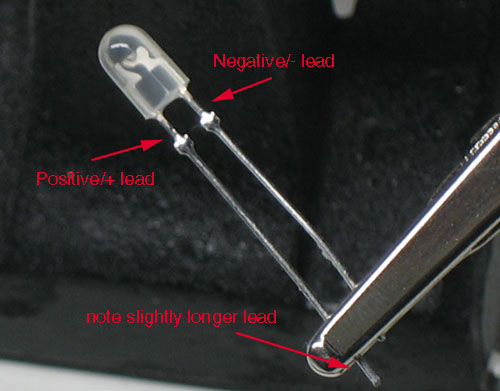 Negative/- lead
Positive/+ lead
note slightly longer lead